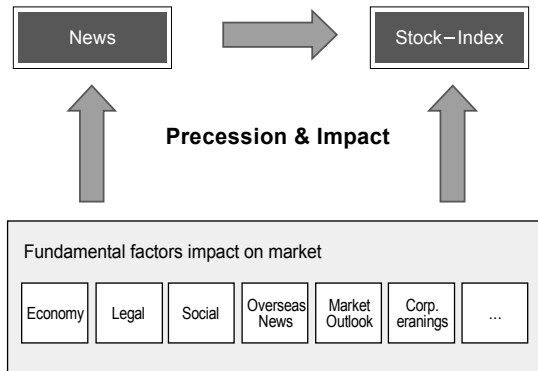 News
Stock–Index
Precession & Impact
Fundamental factors impact on market
Economy
Legal
Social
Overseas
News
Market
Outlook
Corp.
eranings
...